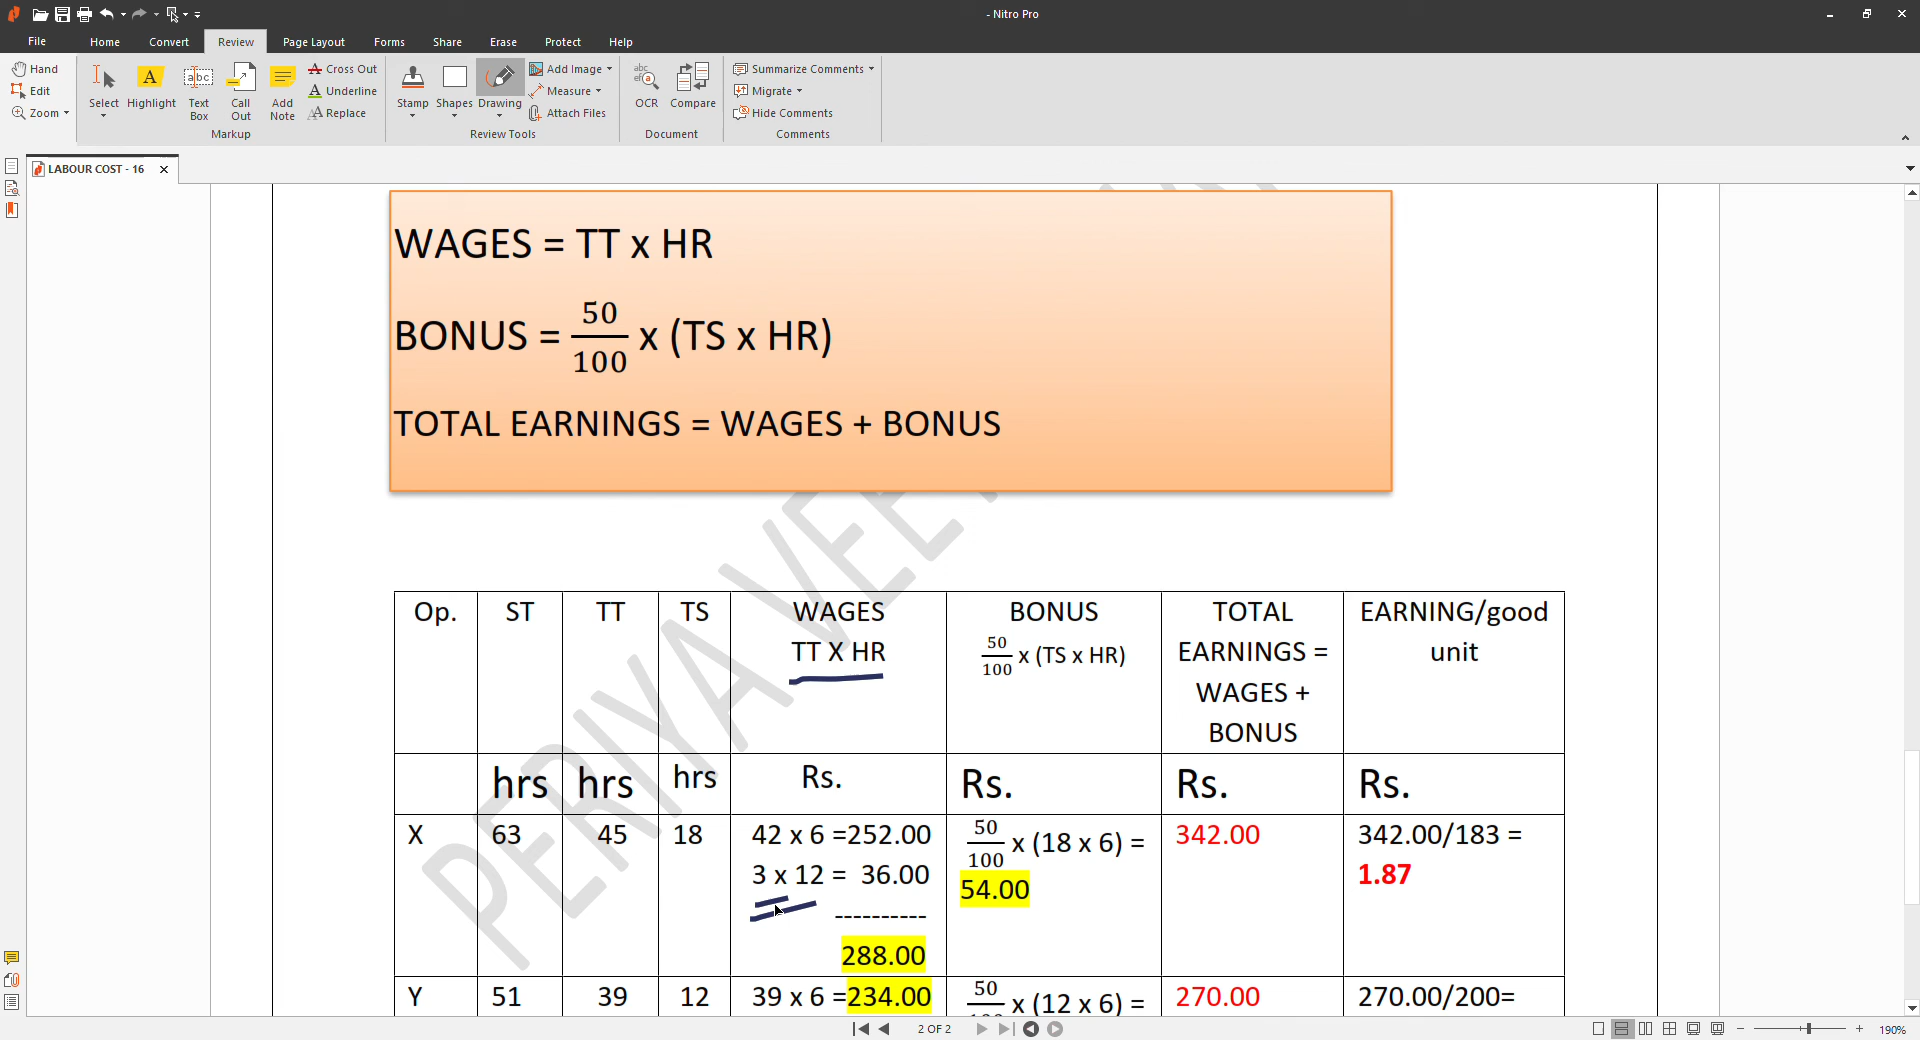 - Nitro Pro
File Home Convert Review Page Layout Forms Share Erase Protect Help
Hand
Edit
Zoom
Select
Highlight
Text
Box
Call
Out
Add
Note
Cross Out
Underline
Replace
Markup
Stamp
Shapes
Drawing
Add Image
Measure
Attach Files
Review Tools
OCR
Compare
Document
Summarize Comments
Migrate
Hide Comments
Comments
LABOUR COST - 16
WAGES = TT x HR
BONUS = 50/100 x (TS x HR)
TOTAL EARNINGS = WAGES + BONUS
Op. ST TT TS WAGES BONUS TOTAL EARNING/good
TT X HR 50/100 x (TS x HR) EARNINGS = unit
WAGES +
BONUS
hrs hrs hrs Rs. Rs. Rs. Rs.
X 63 45 18 42 x 6 =252.00 50/100 x (18 x 6) = 342.00 342.00/183 =
3 x 12 = 36.00 54.00 1.87
----------
288.00
Y 51 39 12 39 x 6 =234.00 50/100 x (12 x 6) = 270.00 270.00/200=
PERIYA
2 OF 2
190%